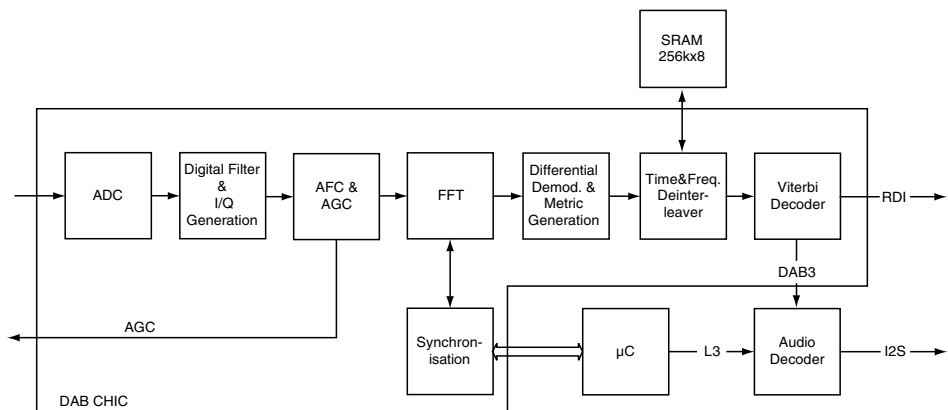 SRAM
256kx8
ADC
Digital Filter
&
I/Q
Generation
AFC &
AGC
FFT
Differential
Demod. &
Metric
Generation
Time&Freq.
Deinter-
leaver
Viterbi
Decoder
RDI
DAB3
AGC
Synchron-
isation
µC
L3
Audio
Decoder
I2S
DAB CHIC